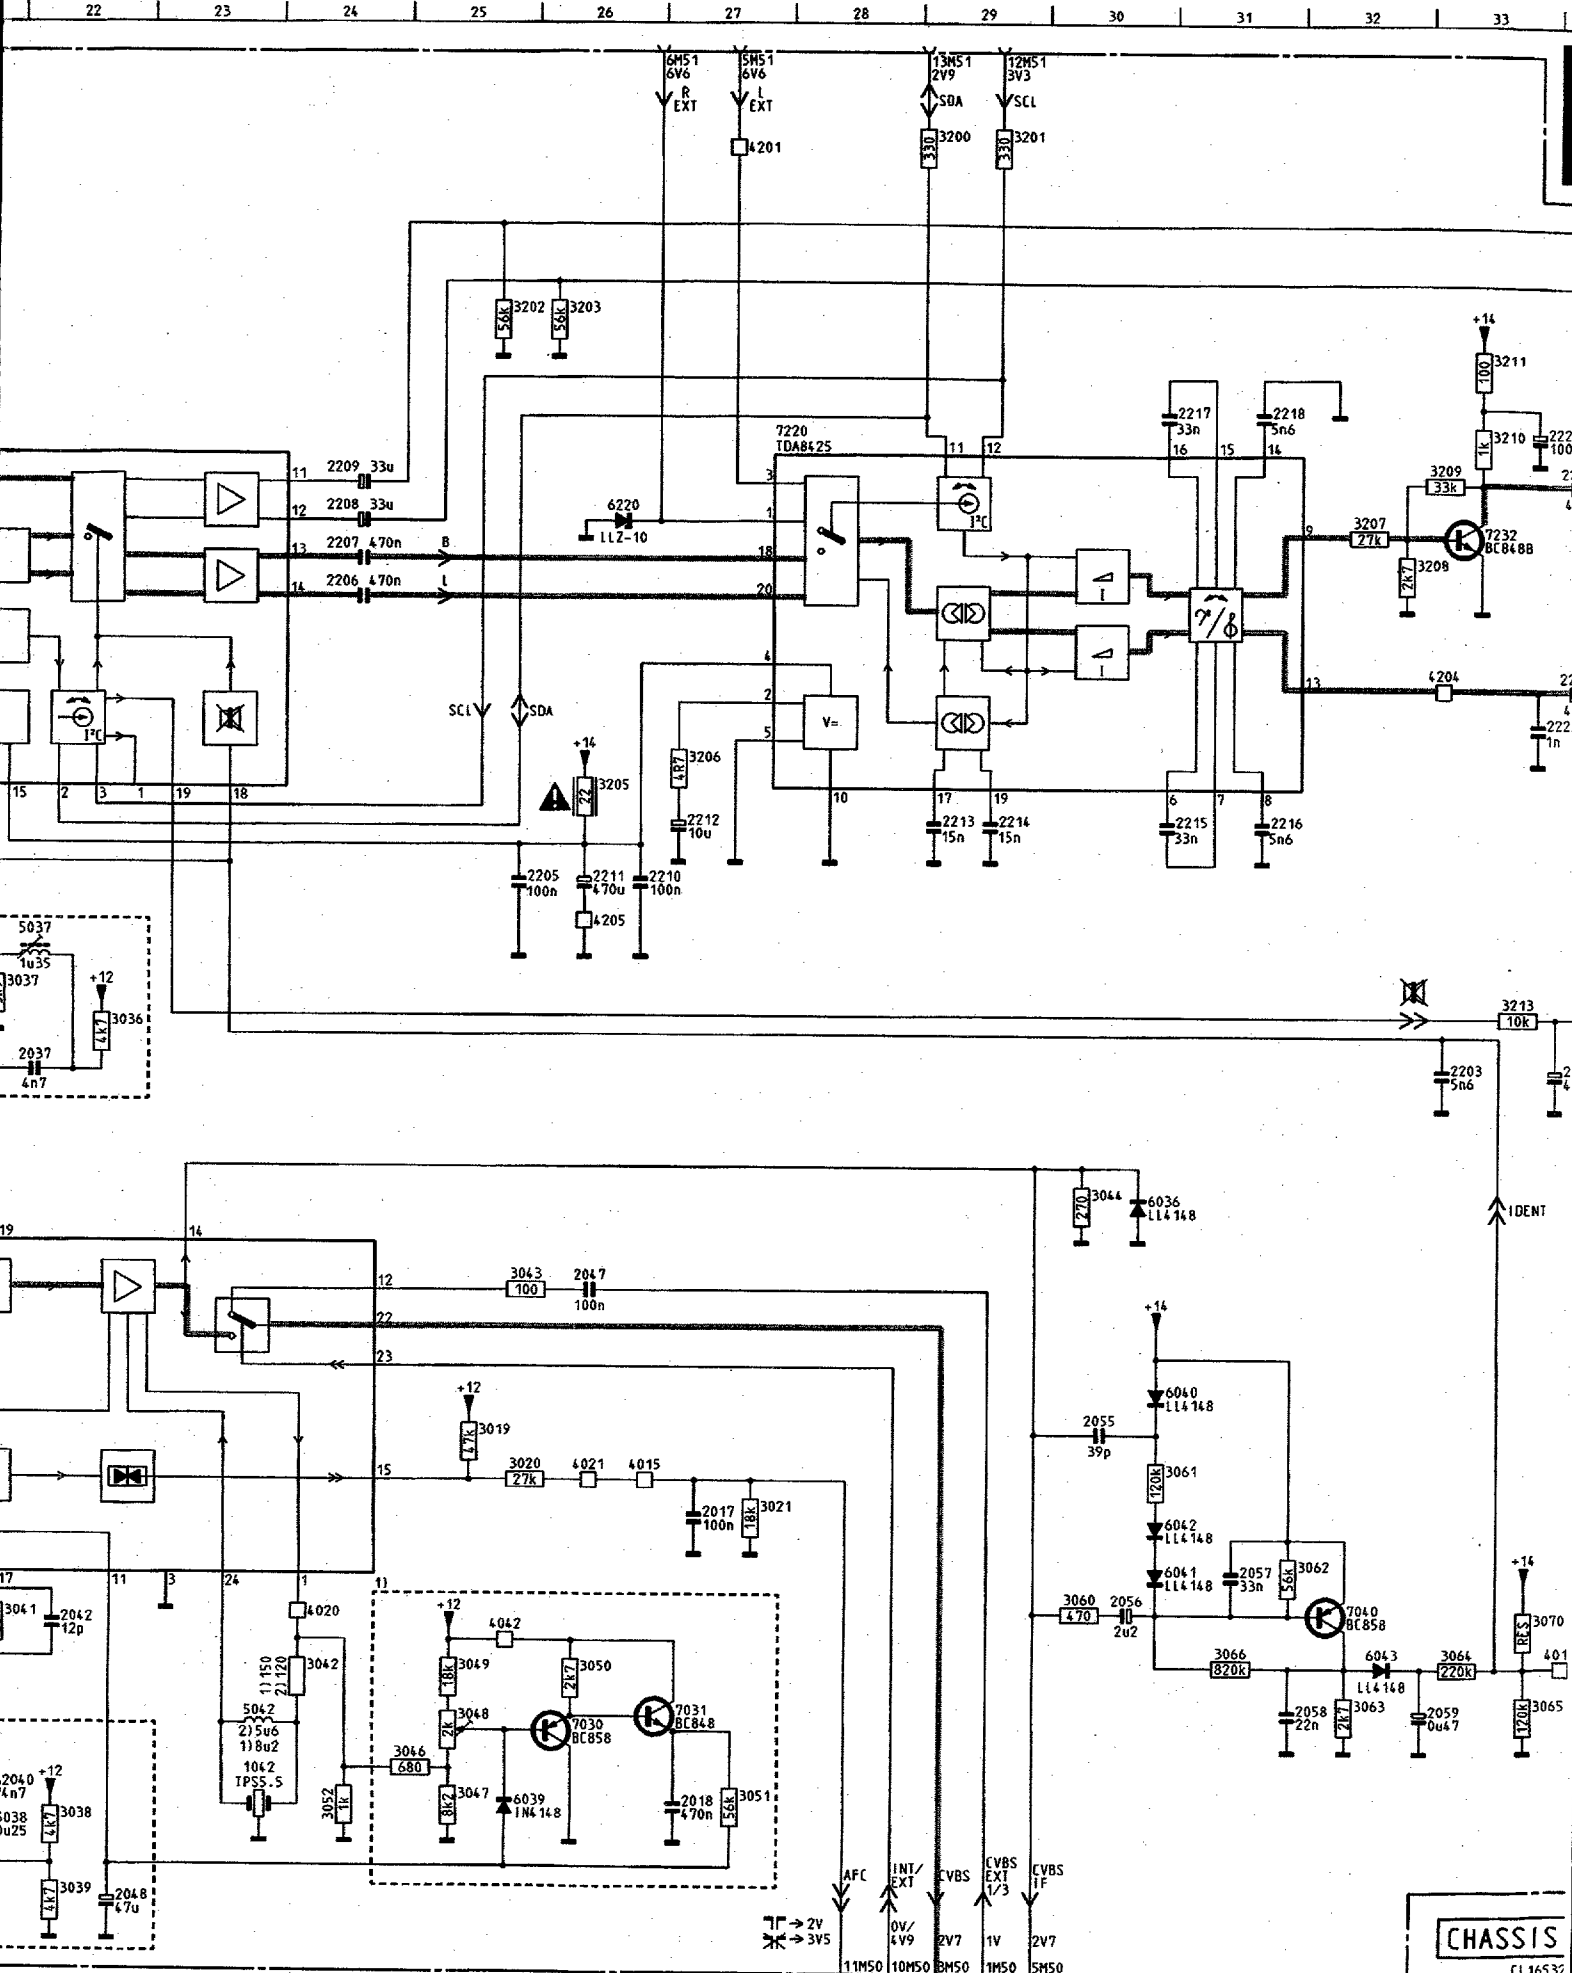 22 23 24 25 26 27 28 29 30 31 32 33
6M51 5M51 13M51 12M51
6V6 6V6 2V9 3V3
R EXT L EXT SDA SCL
4201 330 3200 330 3201
56k 3202 56k 3203
+14
100 3211
7220
TDA8425
2217 33n 2218 5n6
1k 3210
11 12 16 15 14
3209 33k
11 2209 33u
12 2208 33u
13 2207 470n
14 2206 470n
6220
LLZ-10
3
1
18
20
I²C
9 3207 27k
7232
BC848B
2k7 3208
4
2
5
V=
I
I
13 4204
1n
I²C
SCL SDA
+14
22 3205
4R7 3206
15 2 3 1 19 18
10 17 19 6 7 8
2212 10u
2213 15n 2214 15n
2215 33n 2216 5n6
2205 100n
2211 470u
2210 100n
4205
5037
1u35
3037
+12
4k7 3036
2037
4n7
3213
10k
2203
5n6
IDENT
270 3044
6036
LL4148
19 14
12 3043 100 2047 100n
22
23
+14
6040
LL4148
+12
47k 3019
2055
39p
15 3020 27k 4021 4015
120k 3061
2017 100n
18k 3021
6042
LL4148
6041
LL4148
2057
33n
56k 3062
7040
BC858
+14
RES 3070
17 11 3 24 1
1)
3041 2042 12p
4020
+12 4042
3060 470 2056 2u2
1)150
2)120
3042
18k 3049
2k7 3050
3066 820k
6043
LL4148
3064 220k
401
5042
2)5u6
1)8u2
2k 3048
7030
BC858
7031
BC848
2058 22n
2k7 3063
2059 0u47
120k 3065
1042
TPS5.5
3046 680
3052 1k
8k2 3047
6039
IN4148
2018 470n
56k 3051
2040
4n7
+12
4k7 3038
4k7 3039
2048
47u
AFC INT/EXT CVBS CVBS EXT 1/3 CVBS IF
→ 2V
→ 3V5
0V/4V9 2V7 1V 2V7
11M50 10M50 8M50 1M50 5M50
CHASSIS
CL16532